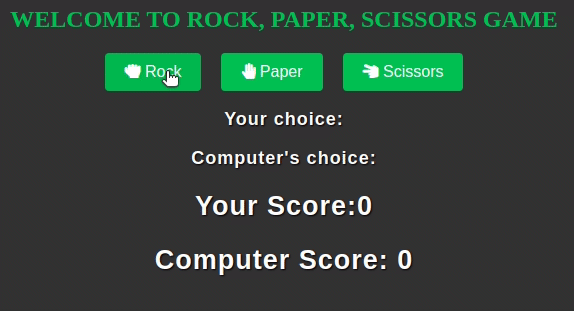 WELCOME TO ROCK, PAPER, SCISSORS GAME
Rock Paper Scissors
Your choice:
Computer's choice:
Your Score:0
Computer Score: 0